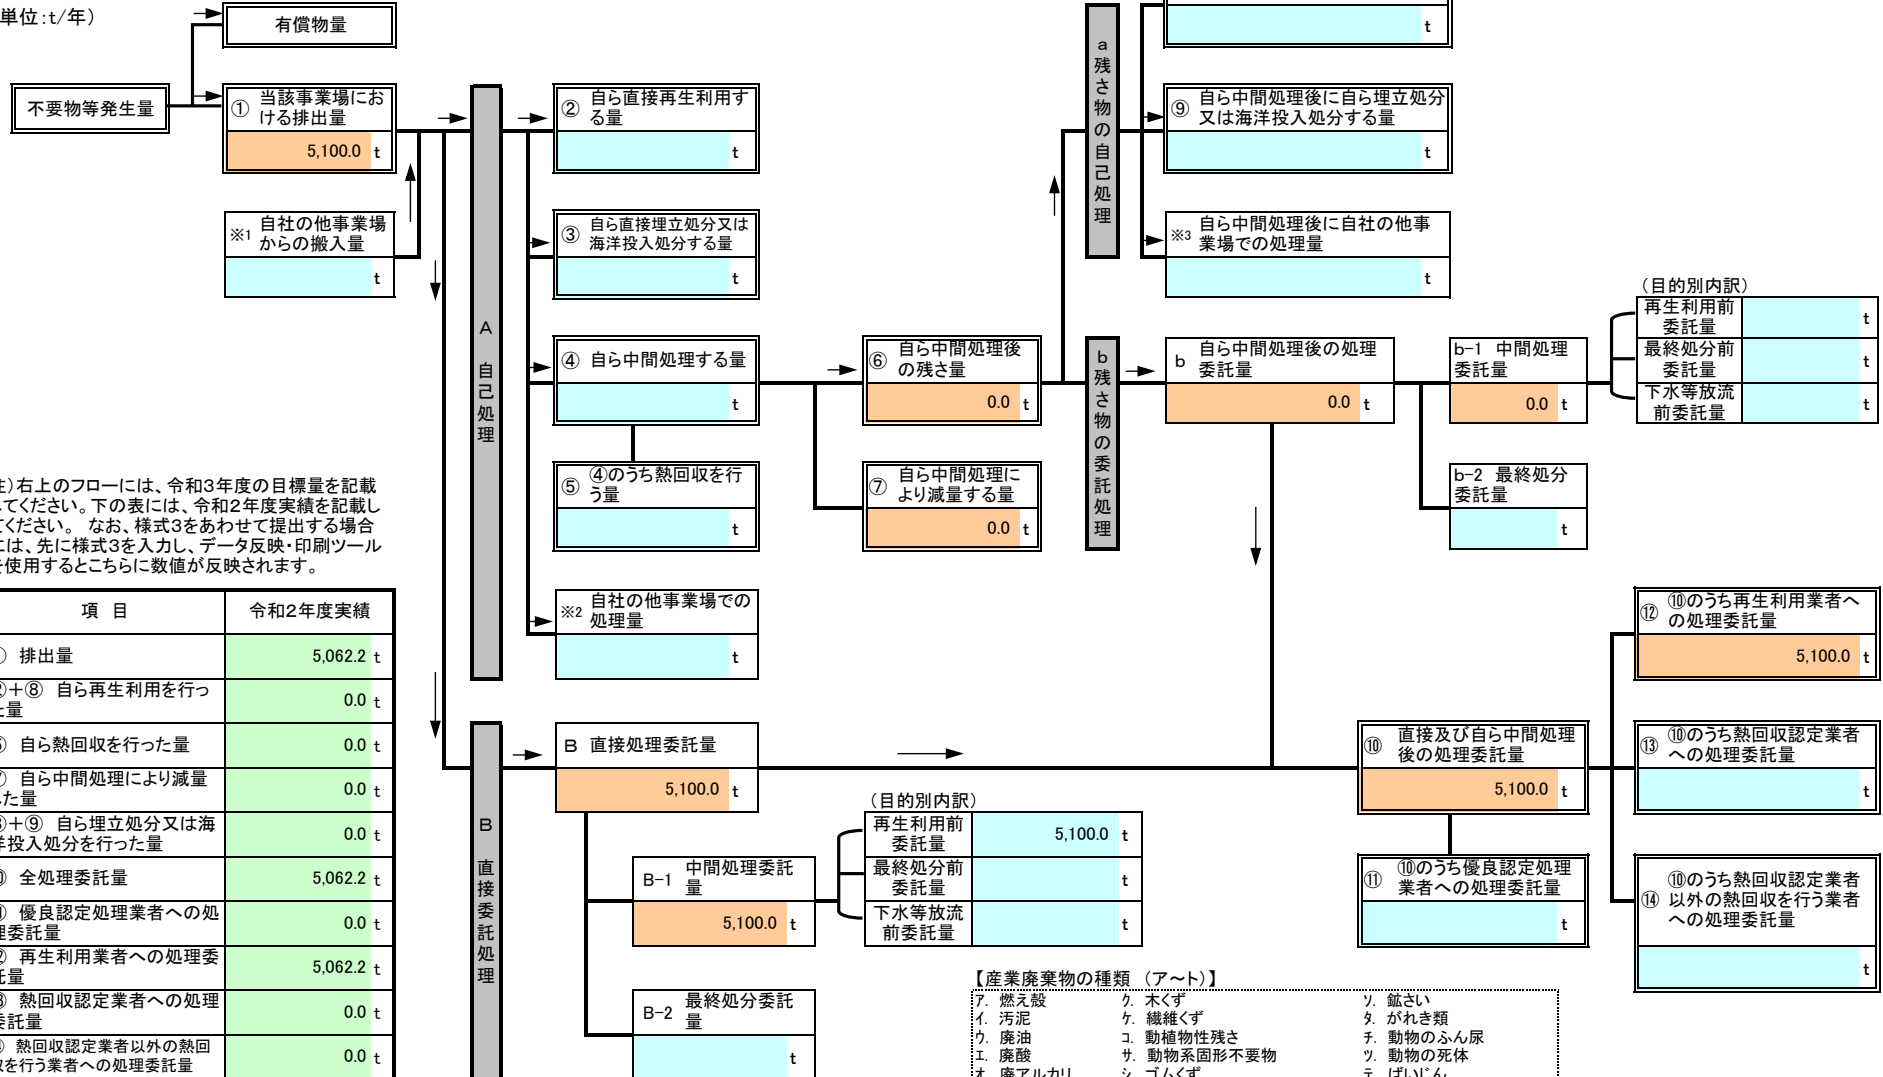 単位:t/年）
有償物量
不要物等発生量
① 当該事業場にお
ける排出量
5,100.0 t
※1 自社の他事業場
からの搬入量
t
A 自己処理
② 自ら直接再生利用す
る量
t
③ 自ら直接埋立処分又は
海洋投入処分する量
t
④ 自ら中間処理する量
t
⑤ ④のうち熱回収を行
う量
t
※2 自社の他事業場での
処理量
t
⑥ 自ら中間処理後
の残さ量
0.0 t
⑦ 自ら中間処理に
より減量する量
0.0 t
a残さ物の自己処理
t
⑨ 自ら中間処理後に自ら埋立処分
又は海洋投入処分する量
t
※3 自ら中間処理後に自社の他事
業場での処理量
t
b残さ物の委託処理
b 自ら中間処理後の処理
委託量
0.0 t
b-1 中間処理
委託量
0.0 t
（目的別内訳）
再生利用前
委託量
t
最終処分前
委託量
t
下水等放流
前委託量
t
b-2 最終処分
委託量
t
注）右上のフローには、令和3年度の目標量を記載
してください。下の表には、令和2年度実績を記載し
てください。 なお、様式3をあわせて提出する場合
には、先に様式3を入力し、データ反映・印刷ツール
を使用するとこちらに数値が反映されます。
項 目 令和2年度実績
排出量 5,062.2 t
＋⑧ 自ら再生利用を行っ
た量 0.0 t
自ら熱回収を行った量 0.0 t
自ら中間処理により減量
した量 0.0 t
＋⑨ 自ら埋立処分又は海
洋投入処分を行った量 0.0 t
全処理委託量 5,062.2 t
優良認定処理業者への処
理委託量 0.0 t
再生利用業者への処理委
託量 5,062.2 t
熱回収認定業者への処理
委託量 0.0 t
熱回収認定業者以外の熱回
収を行う業者への処理委託量 0.0 t
B 直接委託処理
B 直接処理委託量
5,100.0 t
B-1 中間処理委託
量
5,100.0 t
（目的別内訳）
再生利用前
委託量
5,100.0 t
最終処分前
委託量
t
下水等放流
前委託量
t
B-2 最終処分委託
量
t
⑩ 直接及び自ら中間処理
後の処理委託量
5,100.0 t
⑪ ⑩のうち優良認定処理
業者への処理委託量
t
⑫ ⑩のうち再生利用業者へ
の処理委託量
5,100.0 t
⑬ ⑩のうち熱回収認定業者
への処理委託量
t
⑭ ⑩のうち熱回収認定業者
以外の熱回収を行う業者
への処理委託量
t
【産業廃棄物の種類 （ア～ト）】
ア. 燃え殻 ク. 木くず ソ. 鉱さい
イ. 汚泥 ケ. 繊維くず タ. がれき類
ウ. 廃油 コ. 動植物性残さ チ. 動物のふん尿
エ. 廃酸 サ. 動物系固形不要物 ツ. 動物の死体
オ. 廃アルカリ シ. ゴムくず テ. ばいじん